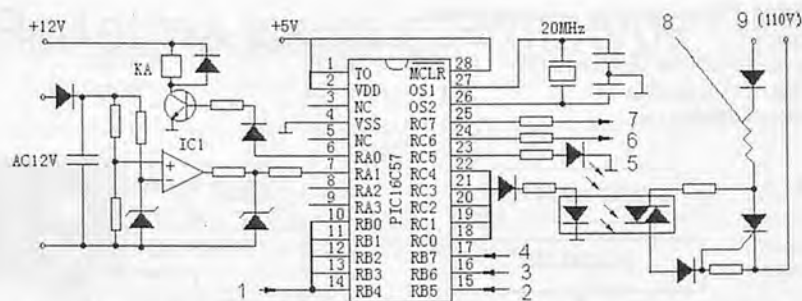 +12V
+5V
20MHz
8
9 (110V)
KA
IC1
AC12V
PIC16C57
1 TO
2 VDD
3 NC
4 VSS
5 NC
6 RA0
7 RA1
8 RA2
9 RA3
10 RB0
11 RB1
12 RB2
13 RB3
14 RB4
MCLR 28
OS1 27
OS2 26
RC7 25
RC6 24
RC5 23
RC4 22
RC3 21
RC2 20
RC1 19
RC0 18
RB7 17
RB6 16
RB5 15
7
6
5
4
3
2
1